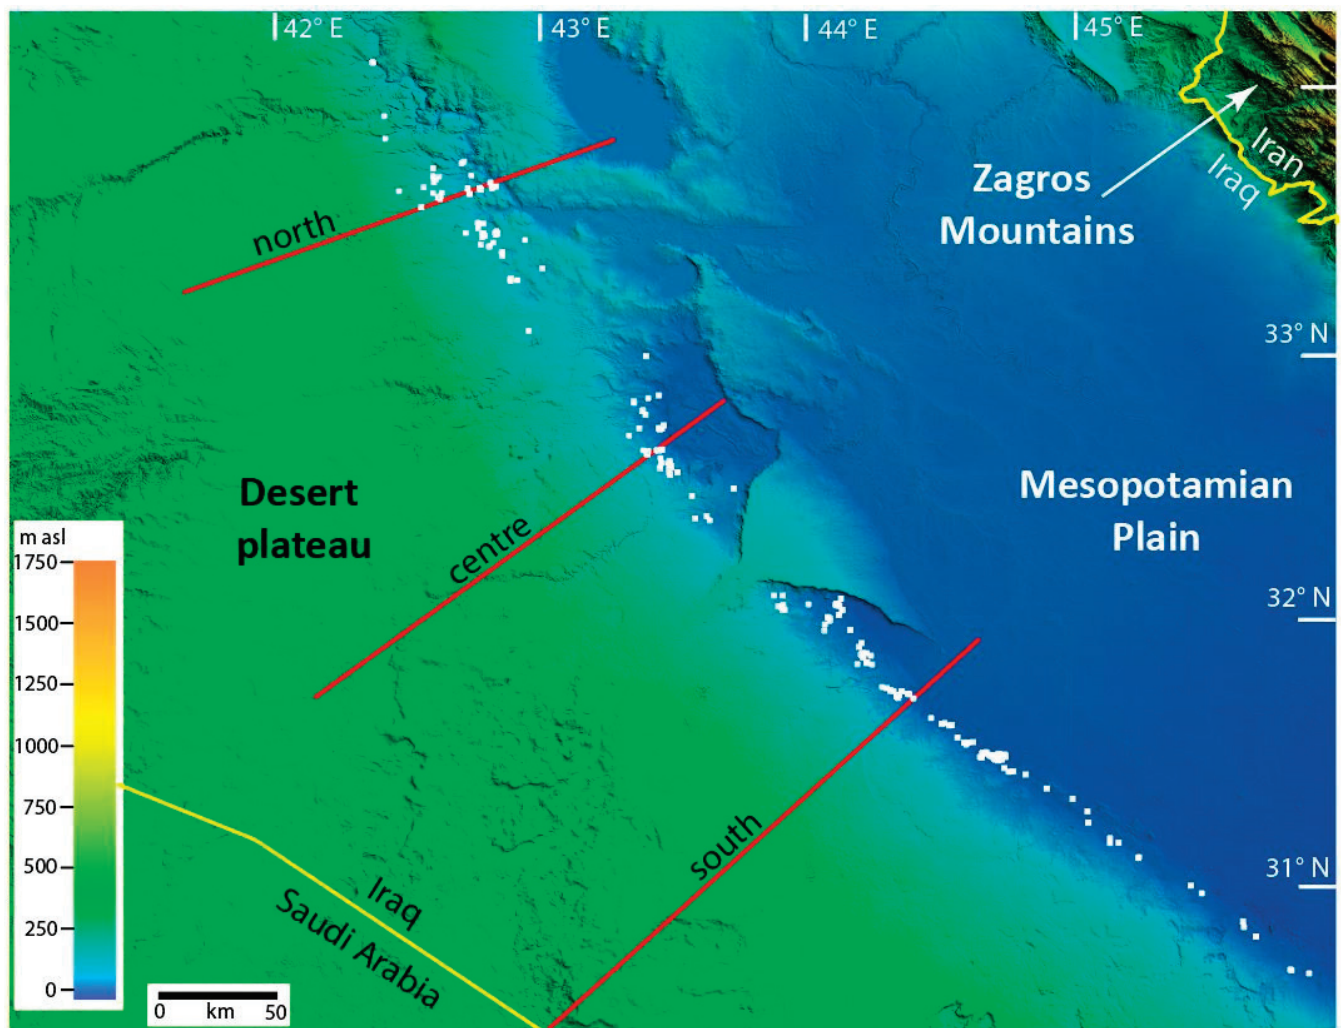 42° E
43° E
44° E
45° E
Zagros
Mountains
Iran
Iraq
north
33° N
Desert
plateau
centre
Mesopotamian
Plain
32° N
south
31° N
Iraq
Saudi Arabia
m asl
1750
1500
1250
1000
750
500
250
0
0 km 50